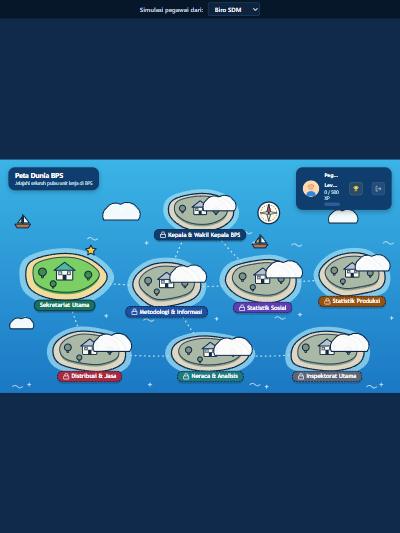 Simulasi pegawai dari: Biro SDM
Peta Dunia BPS
Jelajahi seluruh pulau unit kerja di BPS
Peg...
Lev...
0 / 500
XP
Kepala & Wakil Kepala BPS
Sekretariat Utama
Metodologi & Informasi
Statistik Sosial
Statistik Produksi
Distribusi & Jasa
Neraca & Analisis
Inspektorat Utama